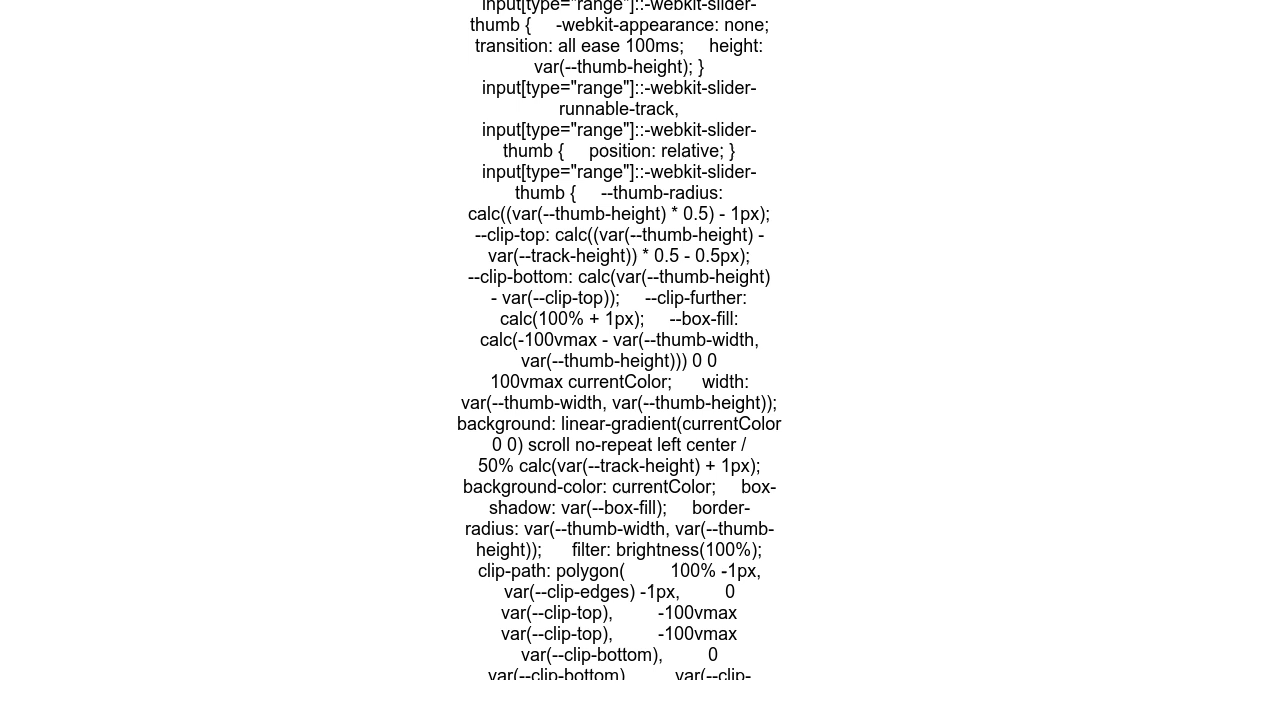 input[type="range"]::-webkit-slider-
thumb {     -webkit-appearance: none;
transition: all ease 100ms;     height:
var(--thumb-height); }
input[type="range"]::-webkit-slider-
runnable-track,
input[type="range"]::-webkit-slider-
thumb {     position: relative; }
input[type="range"]::-webkit-slider-
thumb {     --thumb-radius:
calc((var(--thumb-height) * 0.5) - 1px);
--clip-top: calc((var(--thumb-height) -
var(--track-height)) * 0.5 - 0.5px);
--clip-bottom: calc(var(--thumb-height)
- var(--clip-top));     --clip-further:
calc(100% + 1px);     --box-fill:
calc(-100vmax - var(--thumb-width,
var(--thumb-height))) 0 0
100vmax currentColor;      width:
var(--thumb-width, var(--thumb-height));
background: linear-gradient(currentColor
0 0) scroll no-repeat left center /
50% calc(var(--track-height) + 1px);
background-color: currentColor;     box-
shadow: var(--box-fill);     border-
radius: var(--thumb-width, var(--thumb-
height));      filter: brightness(100%);
clip-path: polygon(         100% -1px,
var(--clip-edges) -1px,         0
var(--clip-top),         -100vmax
var(--clip-top),         -100vmax
var(--clip-bottom),         0
var(--clip-bottom),         var(--clip-